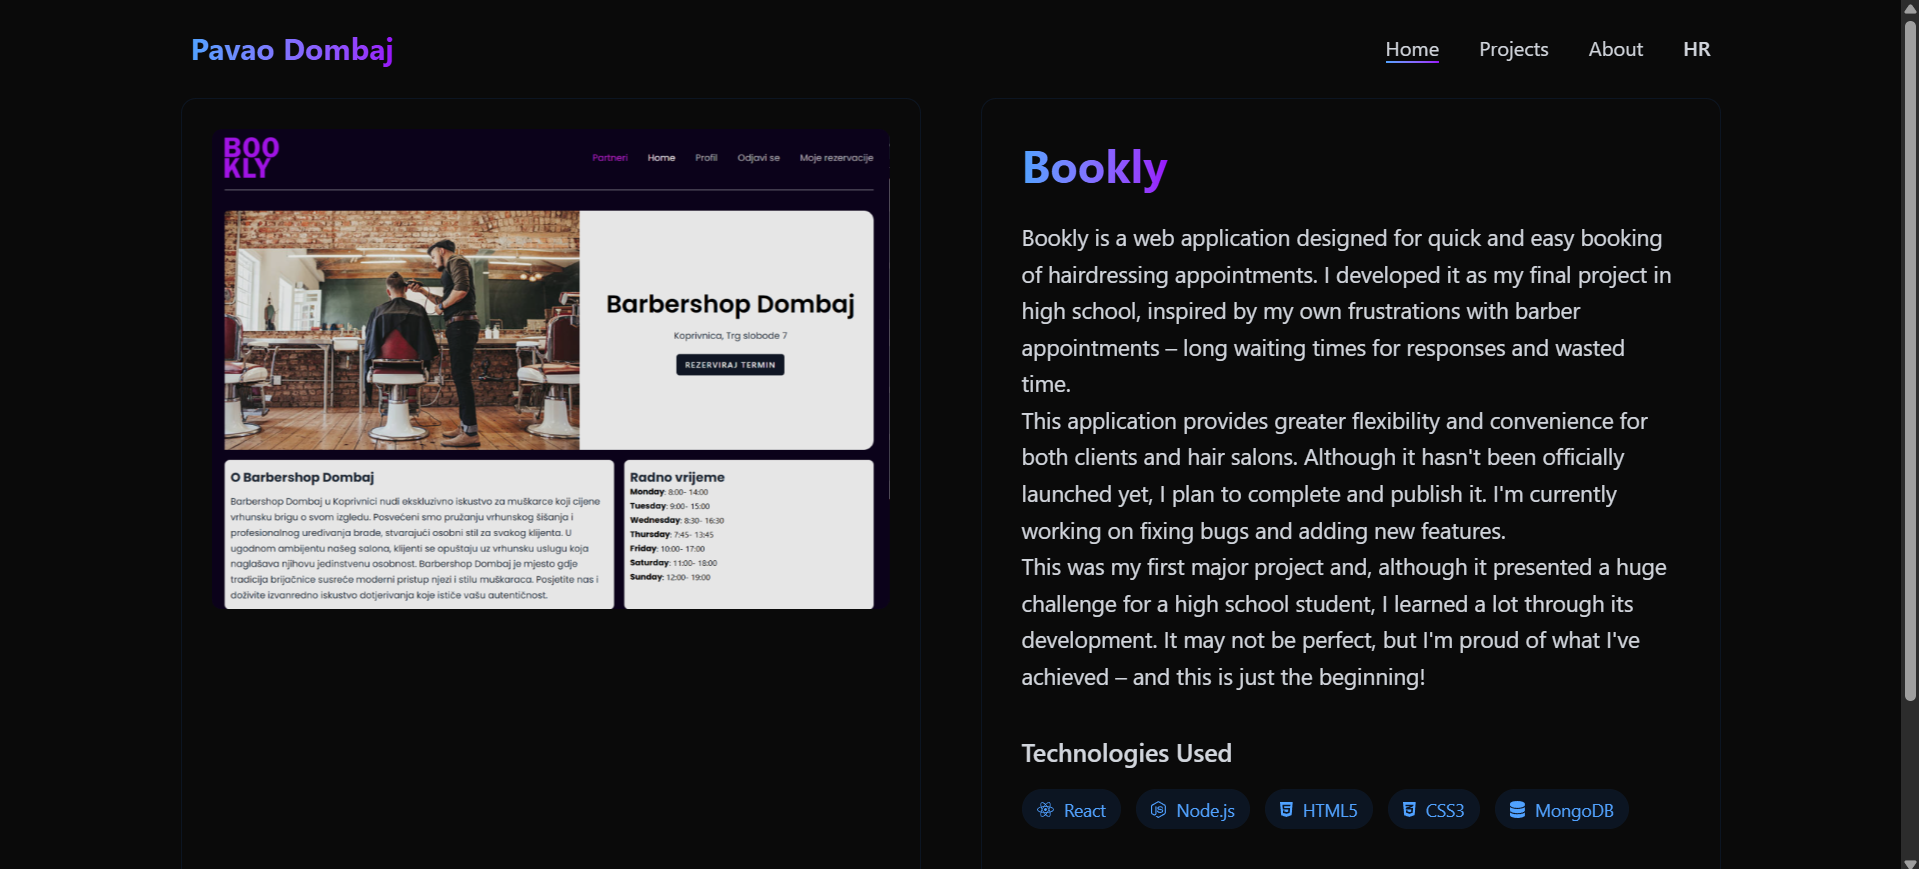 Pavao Dombaj
Home Projects About HR
BOO
KLY
Partneri Home Profil Odjavi se Moje rezervacije
Barbershop Dombaj
Koprivnica, Trg slobode 7
REZERVIRAJ TERMIN
O Barbershop Dombaj
Barbershop Dombaj u Koprivnici nudi ekskluzivno iskustvo za muškarce koji cijene
vrhunsku brigu o svom izgledu. Posvećeni smo pružanju vrhunskog šišanja i
profesionalnog uređivanja brade, stvarajući osobni stil za svakog klijenta. U
ugodnom ambijentu našeg salona, klijenti se opuštaju uz vrhunsku uslugu koja
naglašava njihovu jedinstvenu osobnost. Barbershop Dombaj je mjesto gdje
tradicija brijačnice susreće moderni pristup njezi i stilu muškaraca. Posjetite nas i
doživite izvanredno iskustvo dotjerivanja koje ističe vašu autentičnost.
Radno vrijeme
Monday: 8:00- 14:00
Tuesday: 9:00- 15:00
Wednesday: 8:30- 16:30
Thursday: 7:45- 13:45
Friday: 10:00- 17:00
Saturday: 11:00- 18:00
Sunday: 12:00- 19:00
Bookly
Bookly is a web application designed for quick and easy booking
of hairdressing appointments. I developed it as my final project in
high school, inspired by my own frustrations with barber
appointments – long waiting times for responses and wasted
time.
This application provides greater flexibility and convenience for
both clients and hair salons. Although it hasn't been officially
launched yet, I plan to complete and publish it. I'm currently
working on fixing bugs and adding new features.
This was my first major project and, although it presented a huge
challenge for a high school student, I learned a lot through its
development. It may not be perfect, but I'm proud of what I've
achieved – and this is just the beginning!
Technologies Used
React Node.js HTML5 CSS3 MongoDB